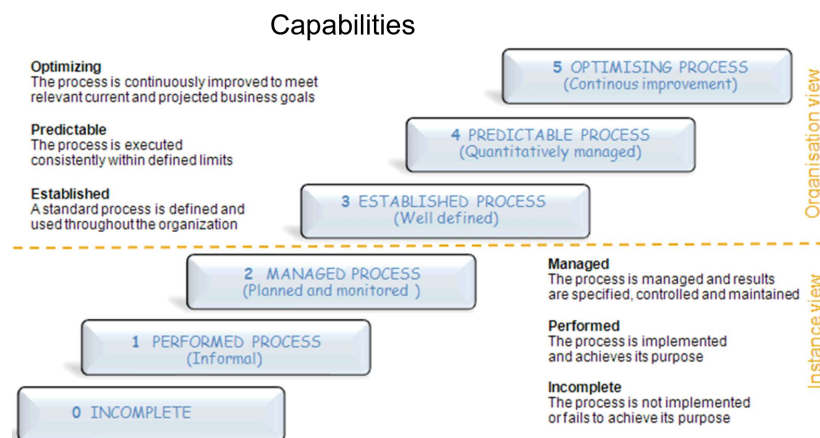 Capabilities
Optimizing
The process is continuously improved to meet
relevant current and projected business goals
Predictable
The process is executed
consistently within defined limits
Established
A standard process is defined and
used throughout the organization
5 OPTIMISING PROCESS
(Continous improvement)
4 PREDICTABLE PROCESS
(Quantitatively managed)
3 ESTABLISHED PROCESS
(Well defined)
Organisation view
2 MANAGED PROCESS
(Planned and monitored )
1 PERFORMED PROCESS
(Informal)
0 INCOMPLETE
Managed
The process is managed and results
are specified, controlled and maintained
Performed
The process is implemented
and achieves its purpose
Incomplete
The process is not implemented
or fails to achieve its purpose
Instance view